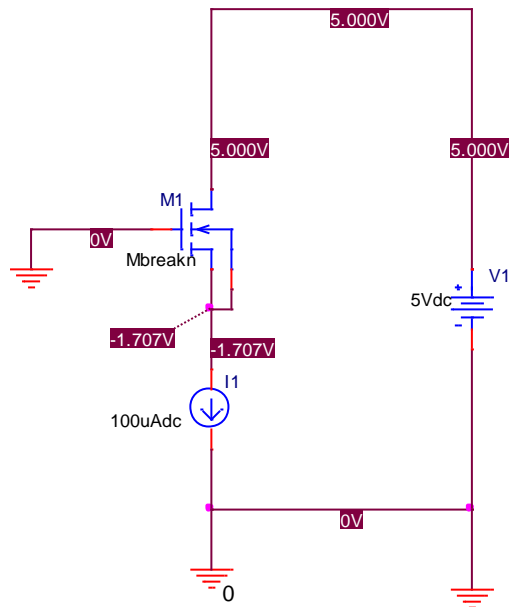 5.000V
5.000V
5.000V
M1
0V
Mbreakn
V1
+
5Vdc
-
-1.707V
-1.707V
I1
100uAdc
0V
0